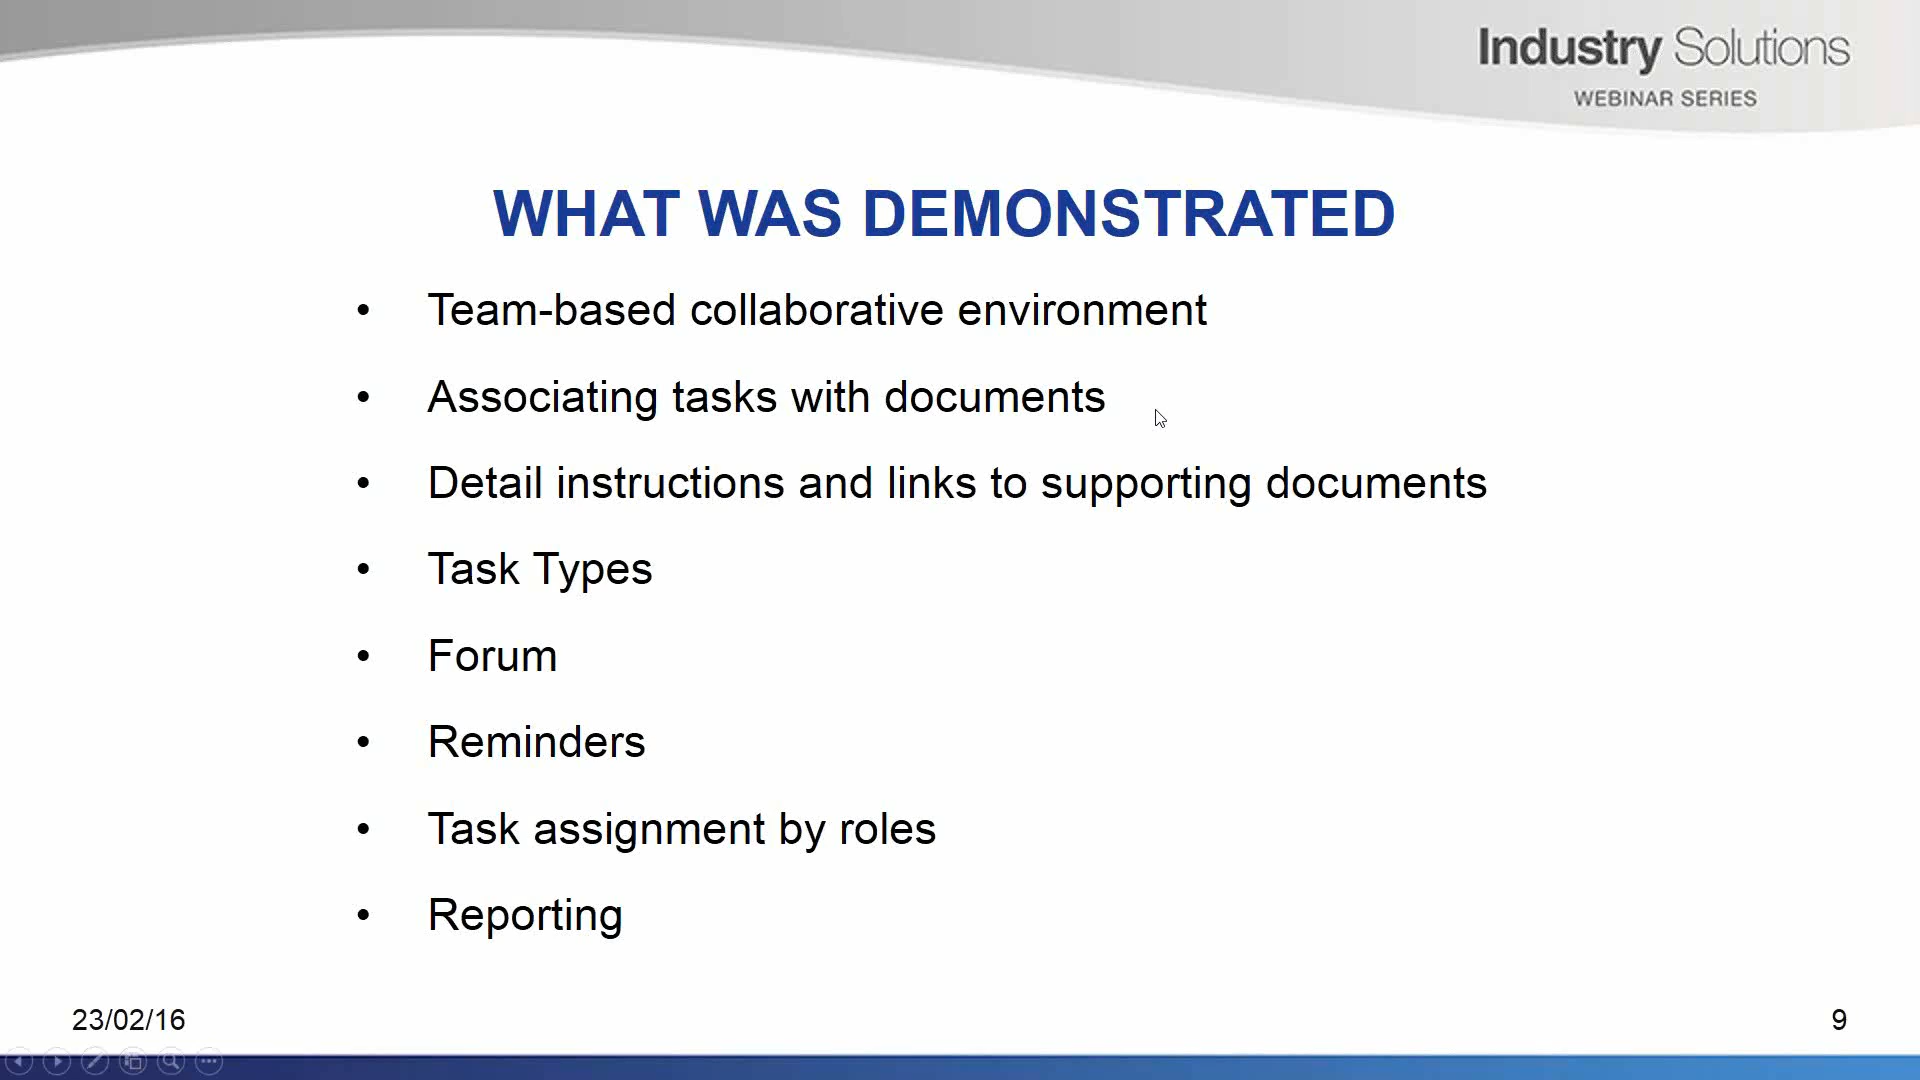 Industry Solutions
WEBINAR SERIES
WHAT WAS DEMONSTRATED
• Team-based collaborative environment
• Associating tasks with documents
• Detail instructions and links to supporting documents
• Task Types
• Forum
• Reminders
• Task assignment by roles
• Reporting
23/02/16
9